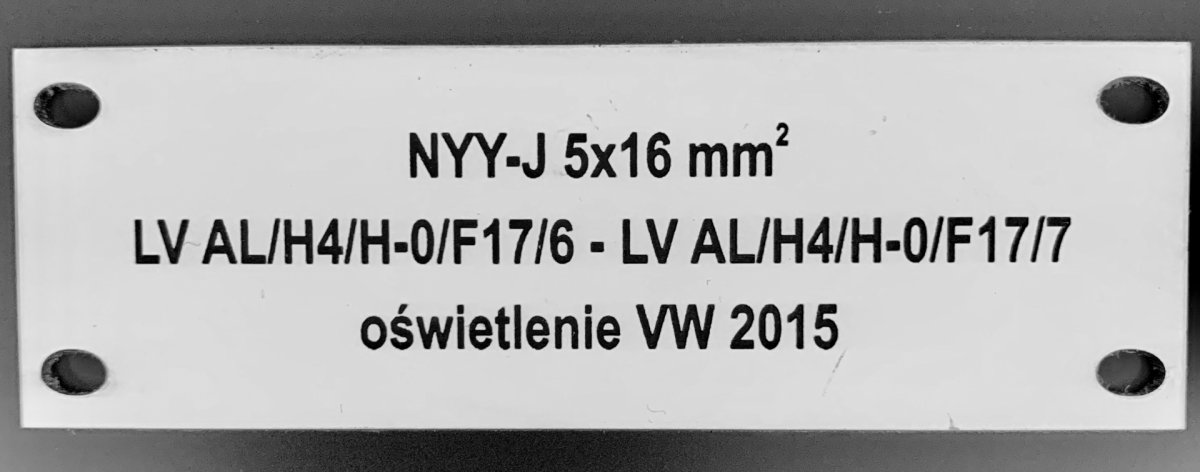 NYY-J 5x16 mm²
LV AL/H4/H-0/F17/6 - LV AL/H4/H-0/F17/7
oświetlenie VW 2015